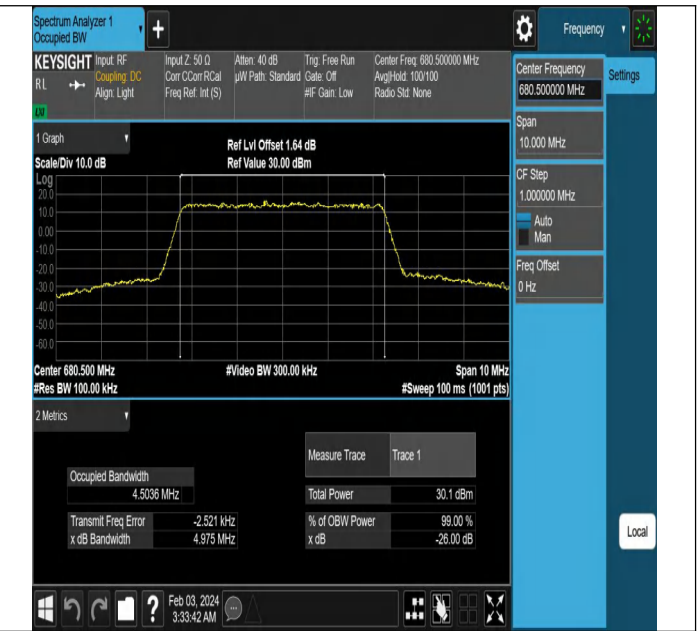 Spectrum Analyzer 1
Occupied BW
+
Frequency
KEYSIGHT
RL
LXI
Input: RF
Coupling: DC
Align: Light
Input Z: 50 Ω
Corr CCorr RCal
Freq Ref: Int (S)
Atten: 40 dB
µW Path: Standard
Trig: Free Run
Gate: Off
#IF Gain: Low
Center Freq: 680.500000 MHz
Avg|Hold: 100/100
Radio Std: None
Center Frequency
680.500000 MHz
Settings
Span
10.000 MHz
CF Step
1.000000 MHz
Auto
Man
Freq Offset
0 Hz
1 Graph
Scale/Div 10.0 dB
Ref Lvl Offset 1.64 dB
Ref Value 30.00 dBm
Log
20.0
10.0
0.00
-10.0
-20.0
-30.0
-40.0
-50.0
-60.0
Center 680.500 MHz
#Video BW 300.00 kHz
Span 10 MHz
#Res BW 100.00 kHz
#Sweep 100 ms (1001 pts)
2 Metrics
Measure Trace Trace 1
Occupied Bandwidth
4.5036 MHz
Total Power 30.1 dBm
Transmit Freq Error -2.521 kHz
% of OBW Power 99.00 %
x dB Bandwidth 4.975 MHz
x dB -26.00 dB
Local
?
Feb 03, 2024
3:33:42 AM